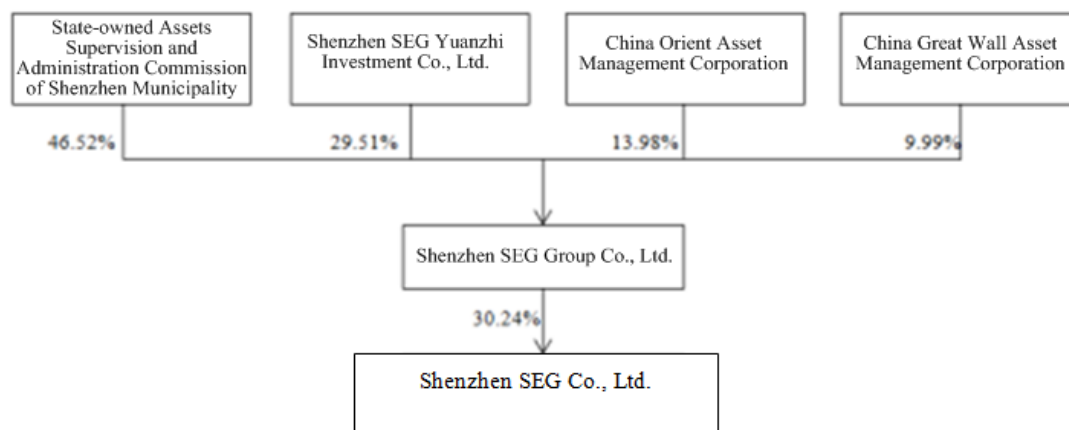 State-owned Assets
Supervision and
Administration Commission
of Shenzhen Municipality
Shenzhen SEG Yuanzhi
Investment Co., Ltd.
China Orient Asset
Management Corporation
China Great Wall Asset
Management Corporation
46.52%
29.51%
13.98%
9.99%
Shenzhen SEG Group Co., Ltd.
30.24%
Shenzhen SEG Co., Ltd.